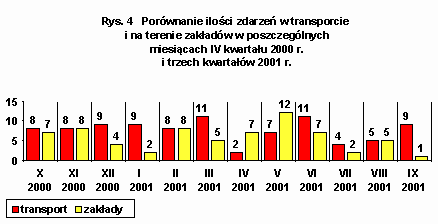 Rys. 4 Porównanie ilości zdarzeń w transporcie
i na terenie zakładów w poszczególnych
miesiącach IV kwartału 2000 r.
i trzech kwartałów 2001 r.
15
10
5
0
8 7 8 8 9 4 9 2 8 8 11 5 2 7 7 12 11 6 4 2 5 5 9 1
X XI XII I II III IV V VI VII VIII IX
2000 2000 2000 2001 2001 2001 2001 2001 2001 2001 2001 2001
transport zakłady